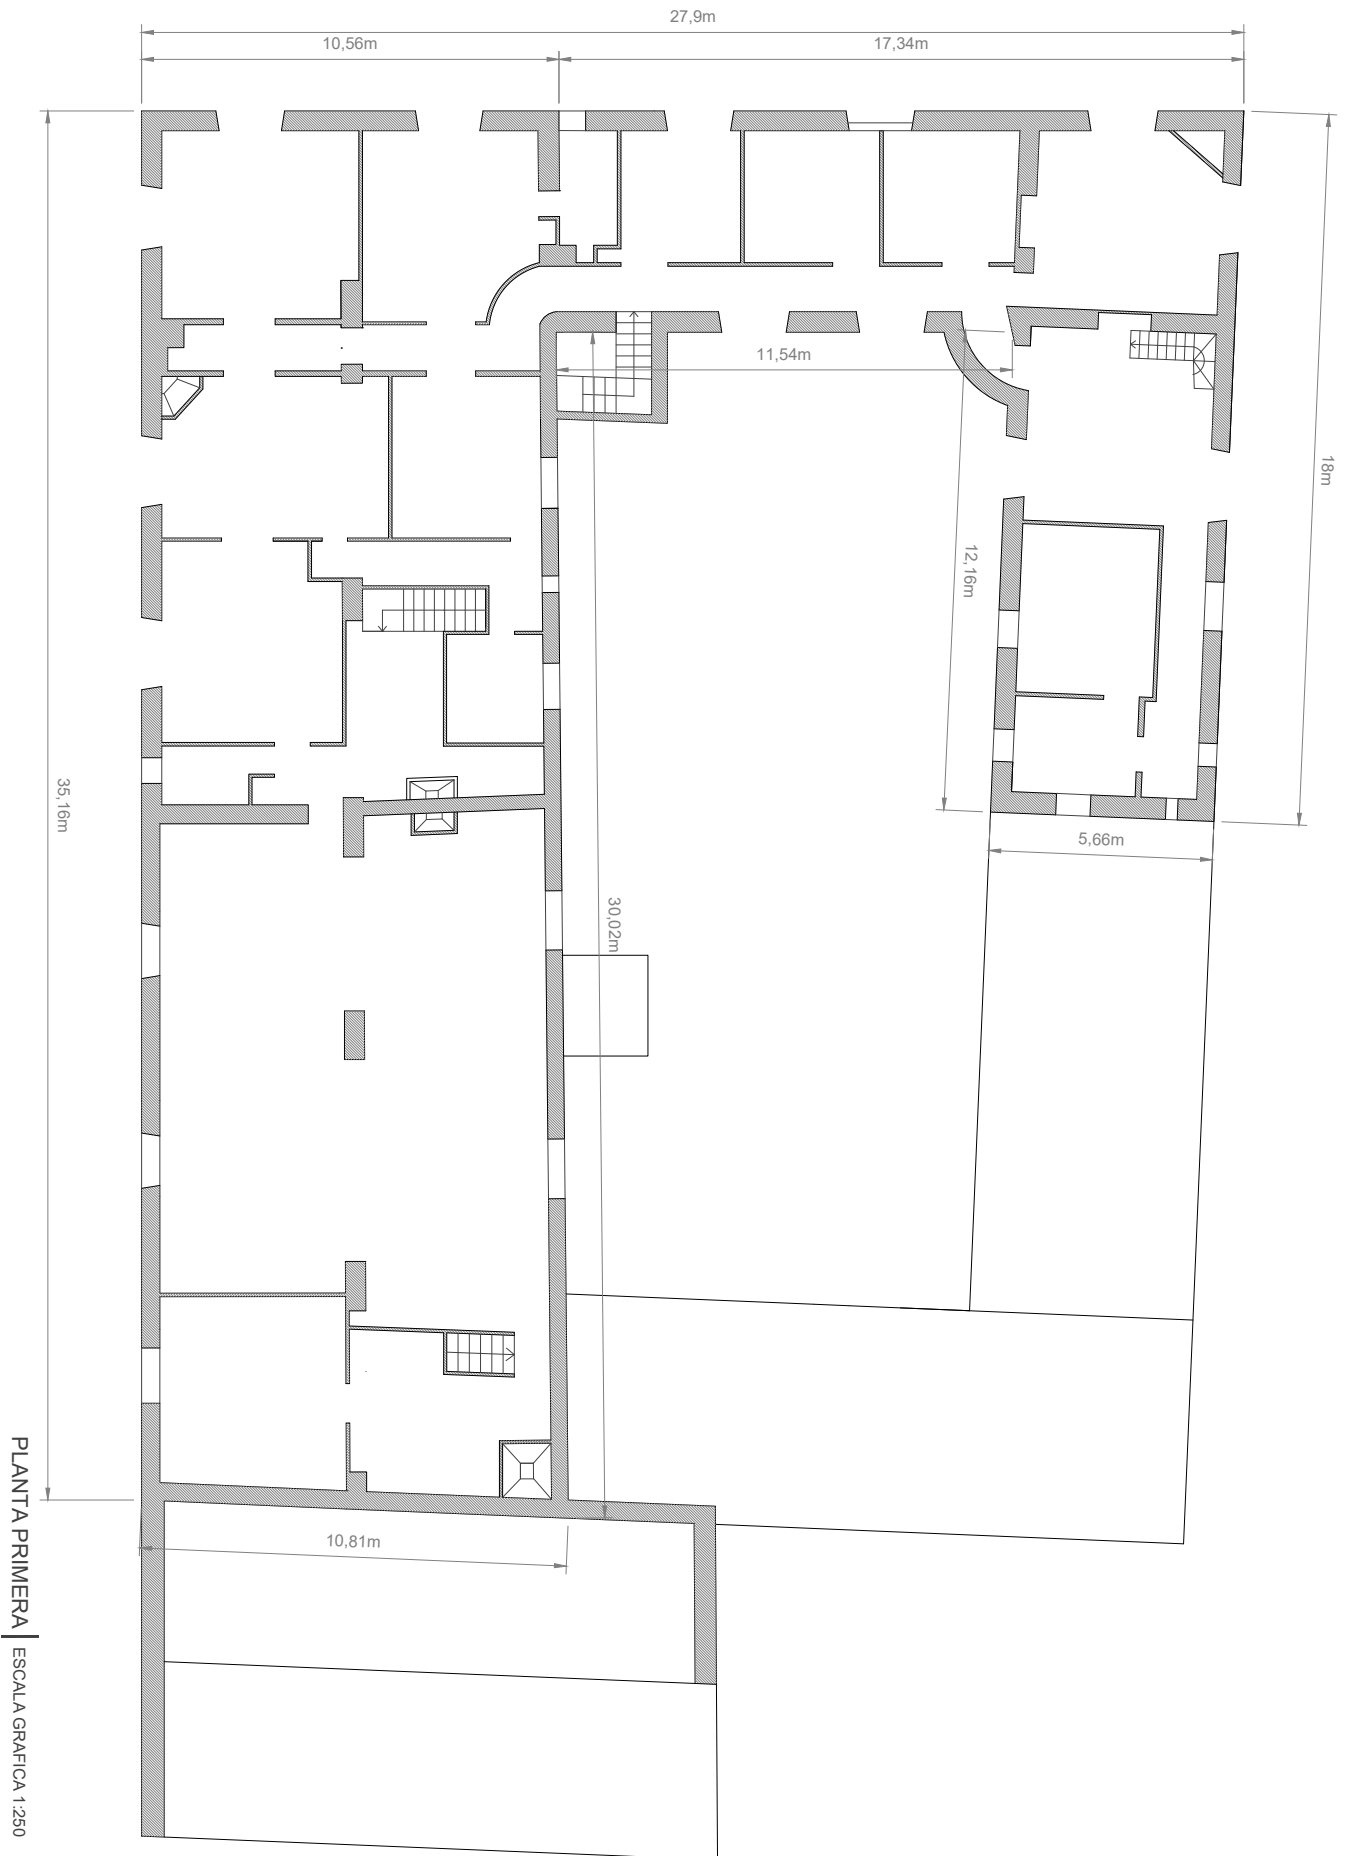 27,9m
10,56m
17,34m
11,54m
18m
12,16m
35,16m
5,66m
30,02m
10,81m
PLANTA PRIMERA | ESCALA GRAFICA 1:250